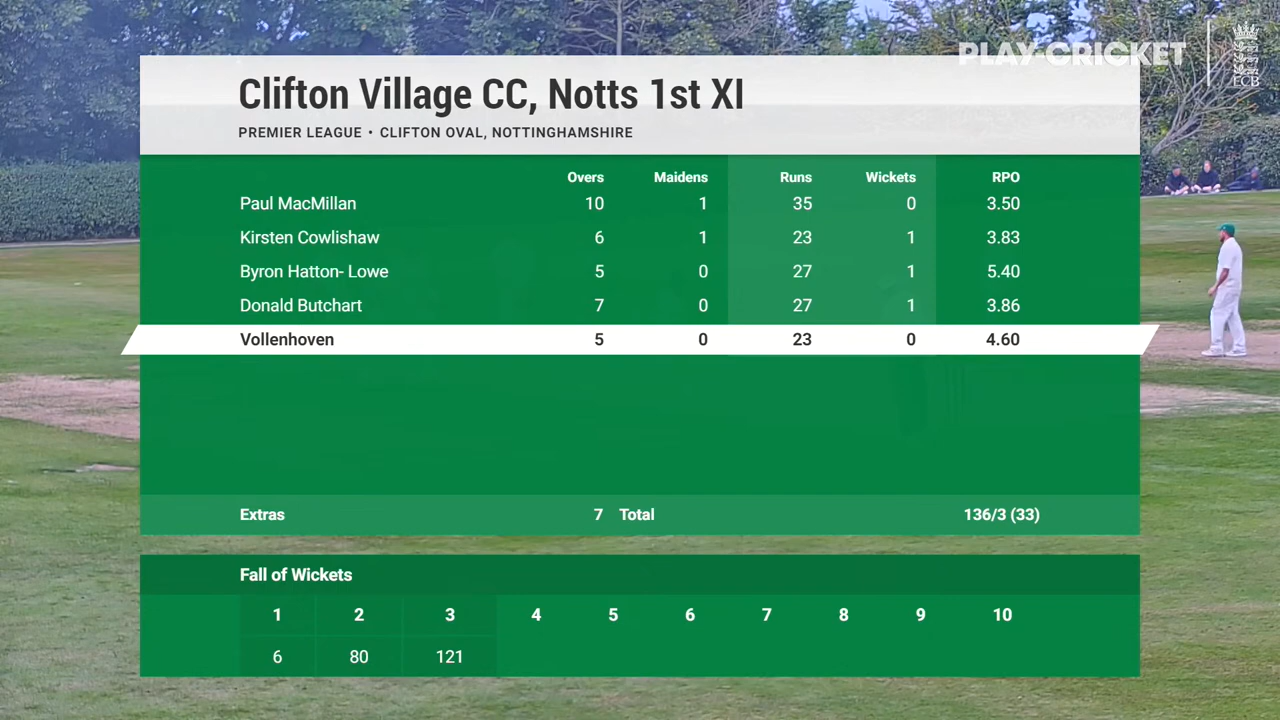 PLAY-CRICKET
ECB
Clifton Village CC, Notts 1st XI
PREMIER LEAGUE • CLIFTON OVAL, NOTTINGHAMSHIRE
Overs Maidens Runs Wickets RPO
Paul MacMillan 10 1 35 0 3.50
Kirsten Cowlishaw 6 1 23 1 3.83
Byron Hatton- Lowe 5 0 27 1 5.40
Donald Butchart 7 0 27 1 3.86
Vollenhoven 5 0 23 0 4.60
Extras 7 Total 136/3 (33)
Fall of Wickets
1 2 3 4 5 6 7 8 9 10
6 80 121